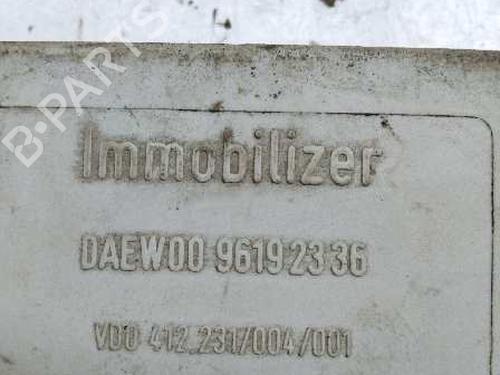 B-PARTS
Immobilizer
DAEWOO 96192336
VDO 412.231/004/001